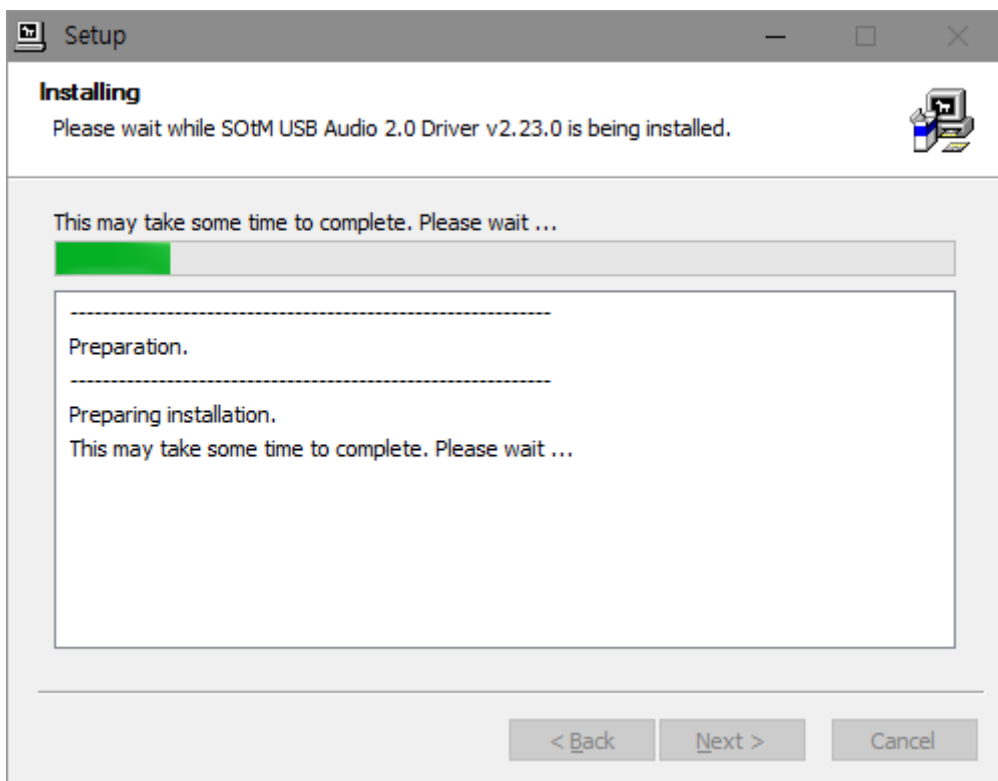 Setup
Installing
Please wait while SOtM USB Audio 2.0 Driver v2.23.0 is being installed.
This may take some time to complete. Please wait ...
-------------------------------------------------------------
Preparation.
-------------------------------------------------------------
Preparing installation.
This may take some time to complete. Please wait ...
< Back
Next >
Cancel